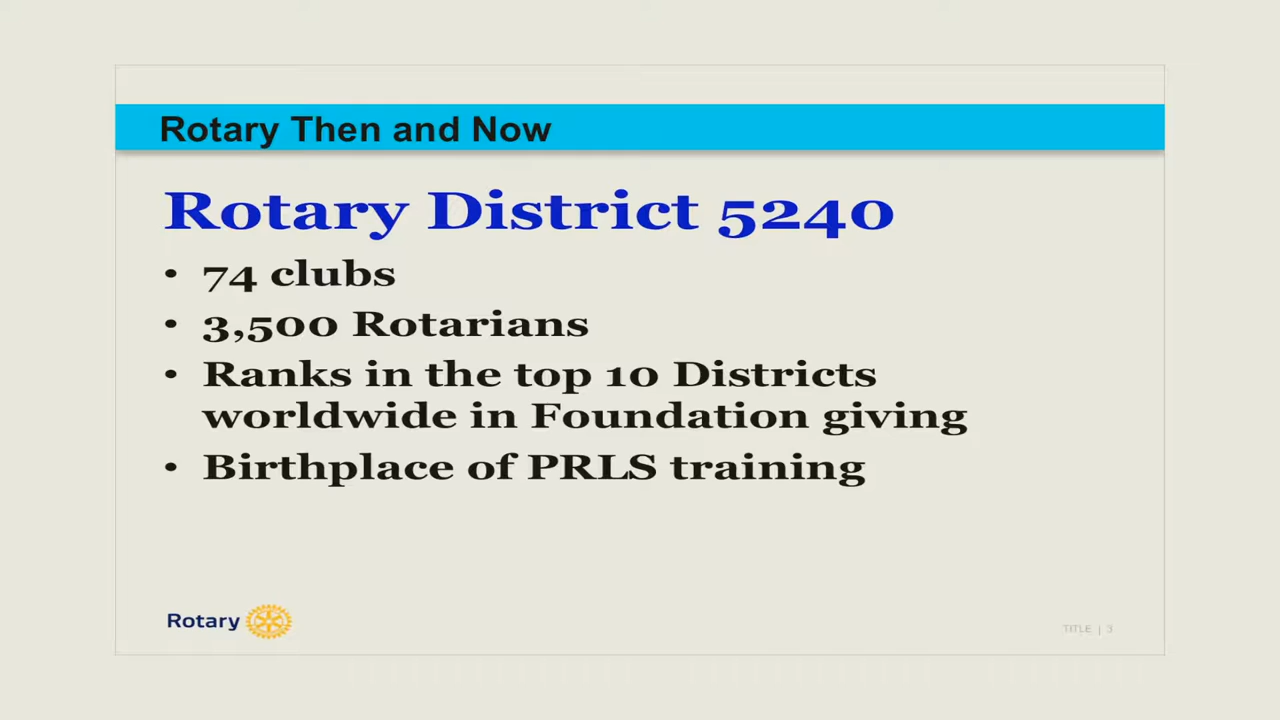 Rotary Then and Now
Rotary District 5240
• 74 clubs
• 3,500 Rotarians
• Ranks in the top 10 Districts
worldwide in Foundation giving
• Birthplace of PRLS training
Rotary
TITLE | 3